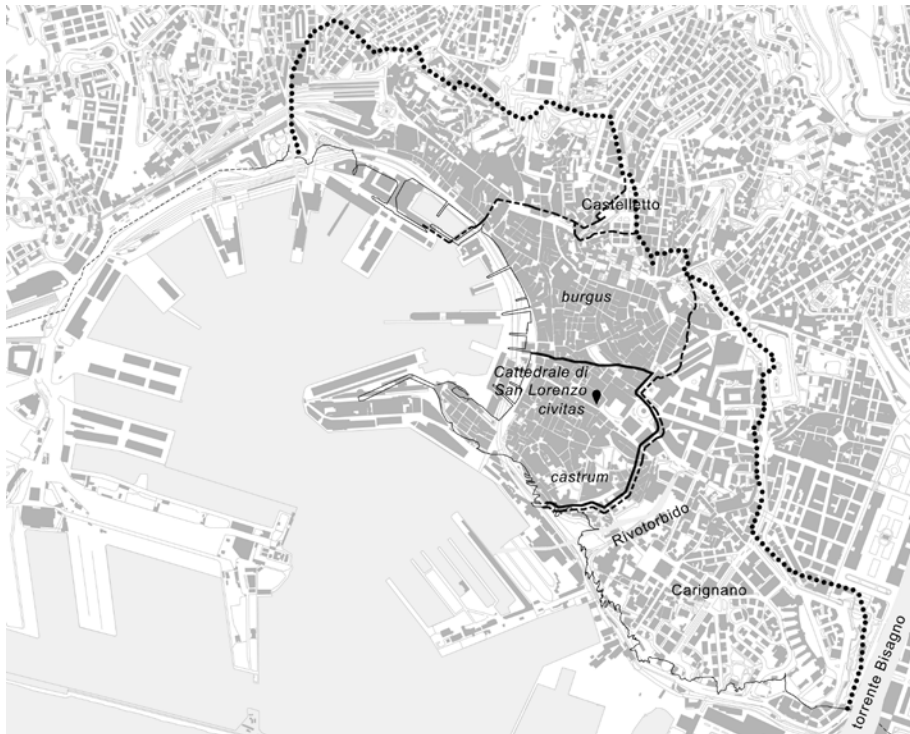 Castelletto
burgus
Cattedrale di
San Lorenzo
civitas
castrum
Rivotorbido
Carignano
torrente Bisagno